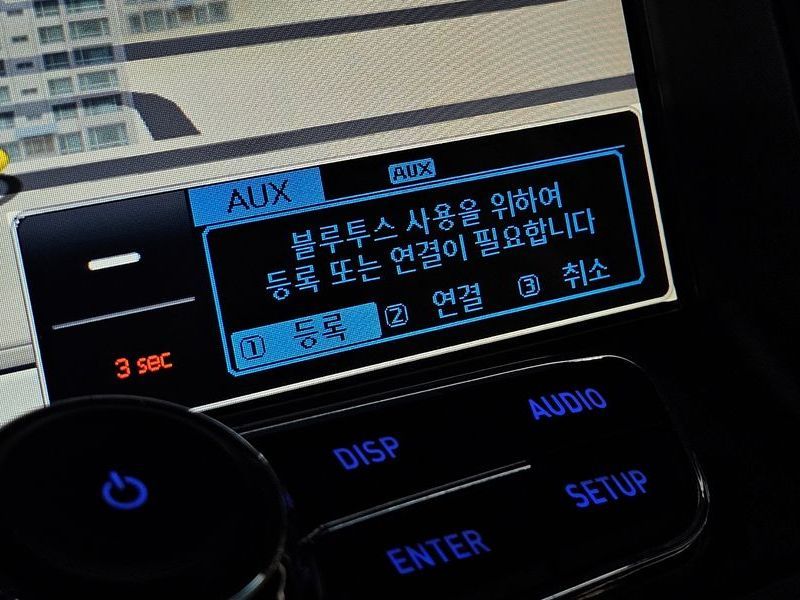 AUX
AUX
블루투스 사용을 위하여
등록 또는 연결이 필요합니다
1 등록 2 연결 3 취소
3 sec
AUDIO
DISP
SETUP
ENTER